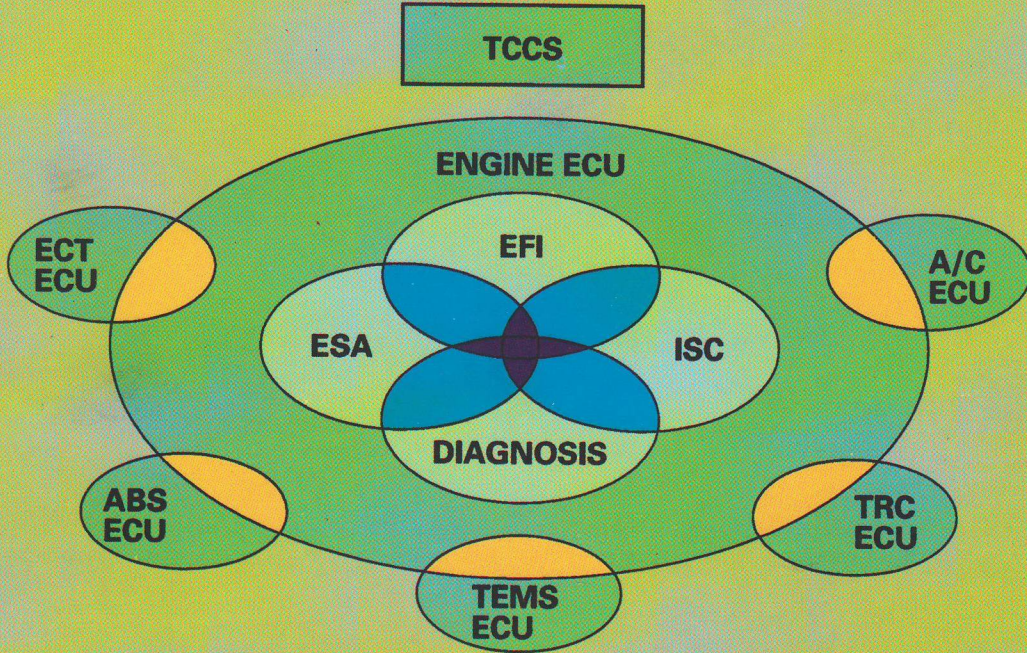 TCCS
ENGINE ECU
EFI
ECT
ECU
A/C
ECU
ESA
ISC
DIAGNOSIS
ABS
ECU
TRC
ECU
TEMS
ECU